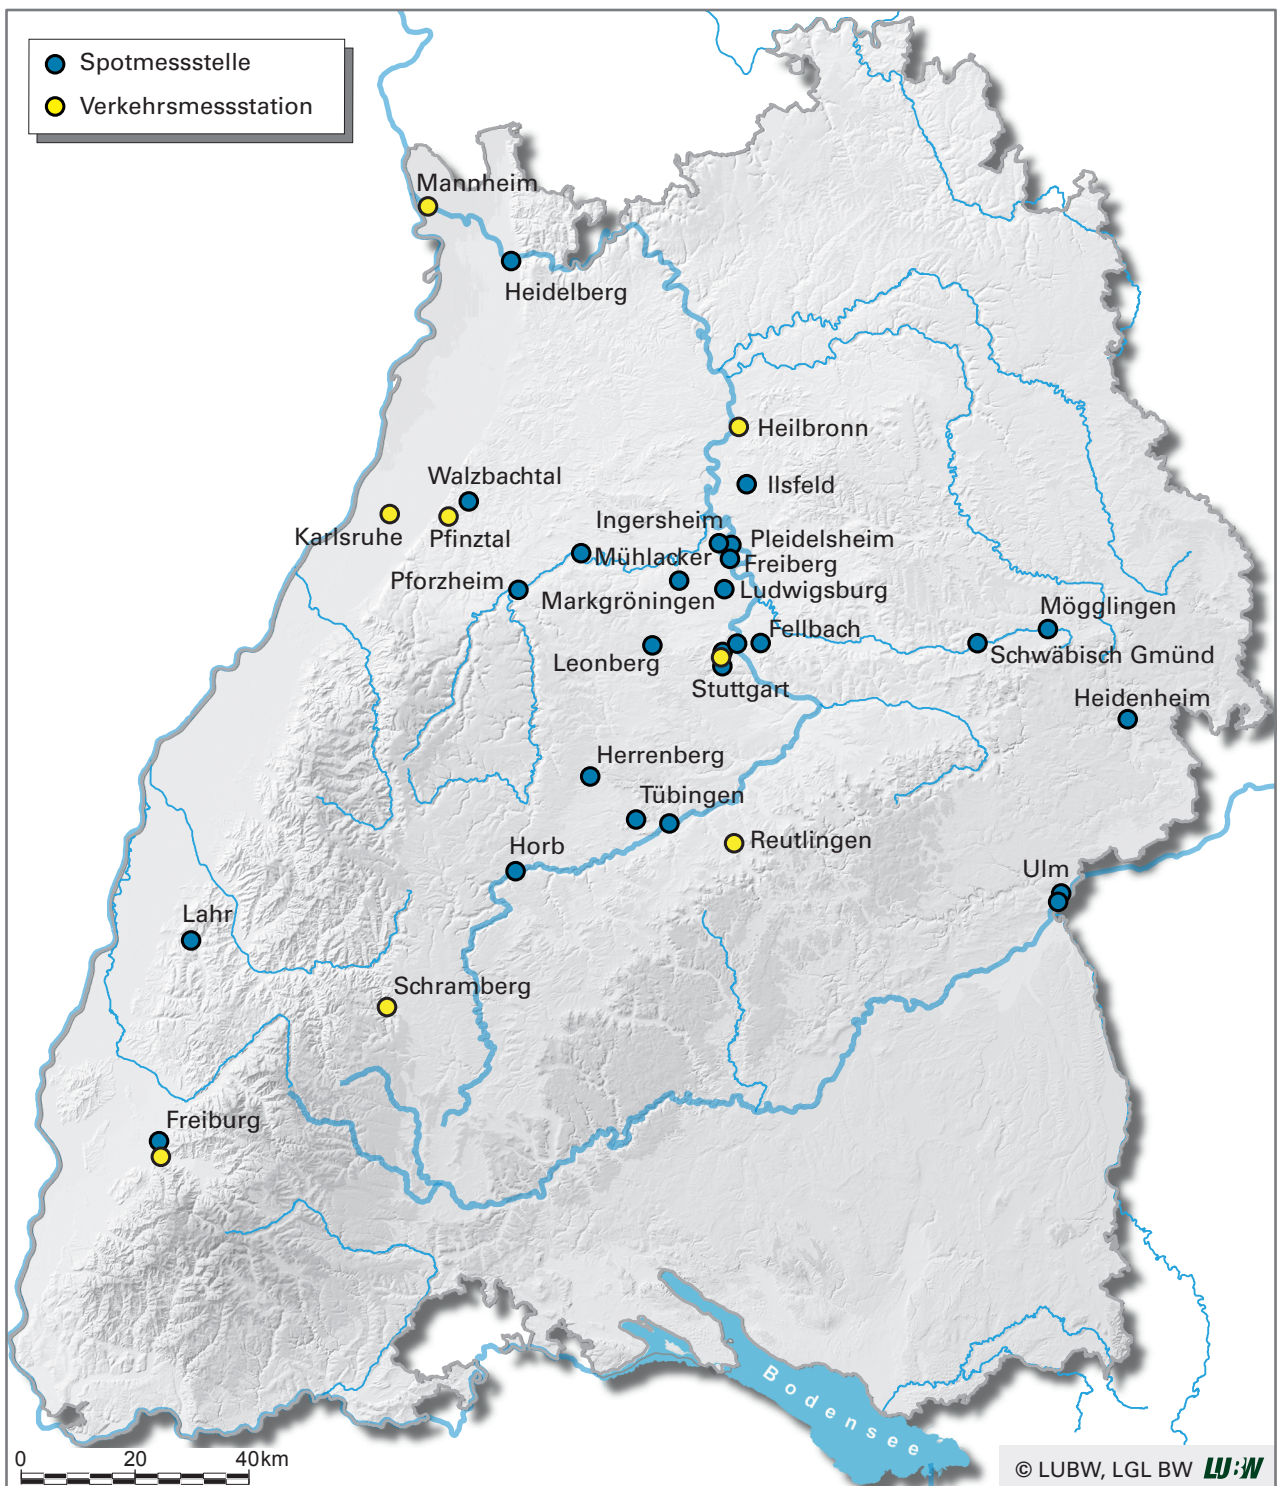 Spotmessstelle
Verkehrsmessstation
Mannheim
Heidelberg
Heilbronn
Walzbachtal
Ilsfeld
Ingersheim
Karlsruhe
Pfinztal
Pleidelsheim
Mühlacker
Freiberg
Pforzheim
Ludwigsburg
Markgröningen
Mögglingen
Fellbach
Leonberg
Schwäbisch Gmünd
Stuttgart
Heidenheim
Herrenberg
Tübingen
Reutlingen
Horb
Ulm
Lahr
Schramberg
Freiburg
Bodensee
0 20 40km
© LUBW, LGL BW LUBW